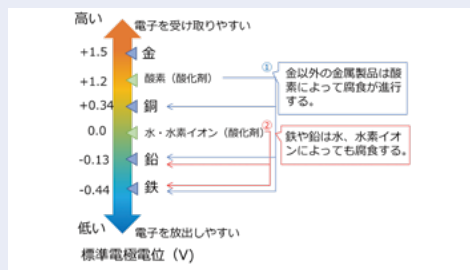 高い
電子を受け取りやすい
+1.5
金
+1.2
酸素（酸化剤）
+0.34
銅
0.0
水・水素イオン（酸化剤）
-0.13
鉛
-0.44
鉄
低い
電子を放出しやすい
標準電極電位（V）
①
金以外の金属製品は酸
素によって腐食が進行
する。
②
鉄や鉛は水、水素イオ
ンによっても腐食する。